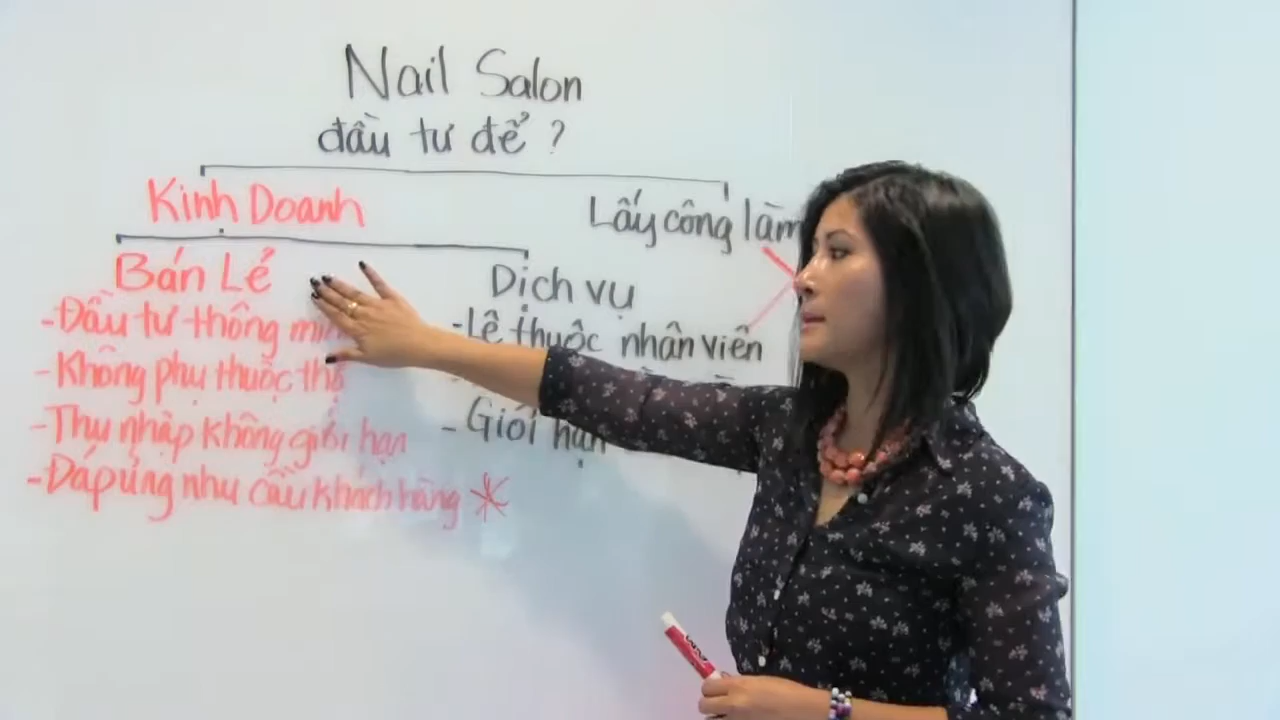 Nail Salon
đầu tư để ?
Kinh Doanh
Lấy công làm
Bán Lẻ
Dịch vụ
- Đầu tư thông
- Lệ thuộc nhân viên
- Không phụ thuộc thợ
- Thu nhập không giới hạn
- Giới hạn
- Đáp ứng nhu cầu khách hàng *